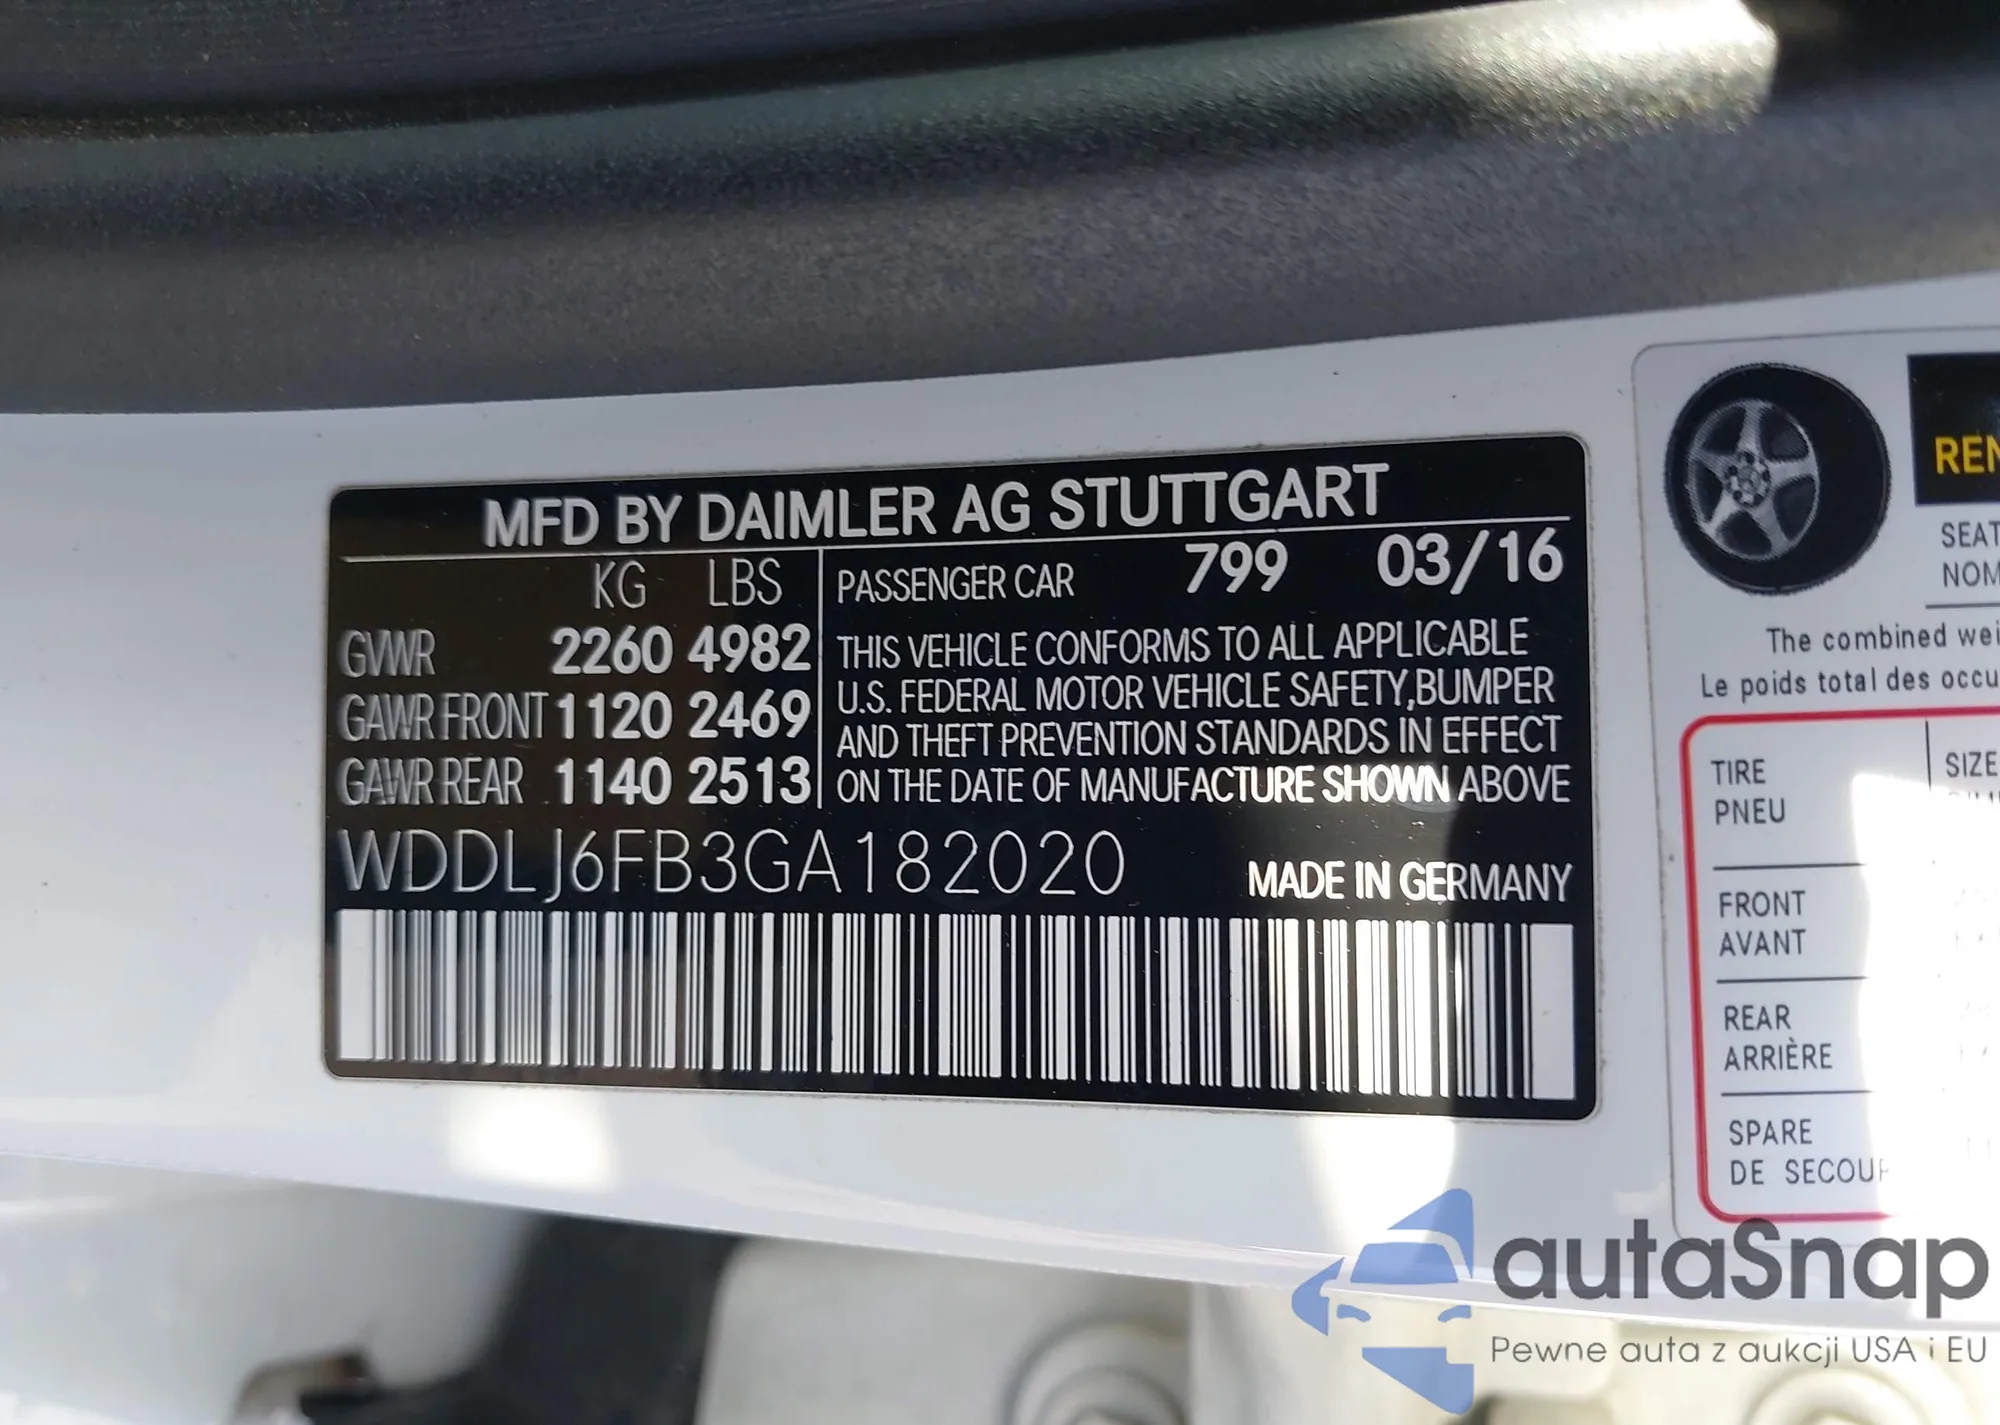 MFD BY DAIMLER AG STUTTGART
KG LBS
GVWR 2260 4982
GAWR FRONT 1120 2469
GAWR REAR 1140 2513
PASSENGER CAR 799 03/16
THIS VEHICLE CONFORMS TO ALL APPLICABLE
U.S. FEDERAL MOTOR VEHICLE SAFETY,BUMPER
AND THEFT PREVENTION STANDARDS IN EFFECT
ON THE DATE OF MANUFACTURE SHOWN ABOVE
WDDLJ6FB3GA182020
MADE IN GERMANY
The combined
Le poids total des
TIRE
PNEU
SIZE
FRONT
AVANT
REAR
ARRIÈRE
SPARE
DE
autaSnap
Pewne auta z aukcji USA i EU